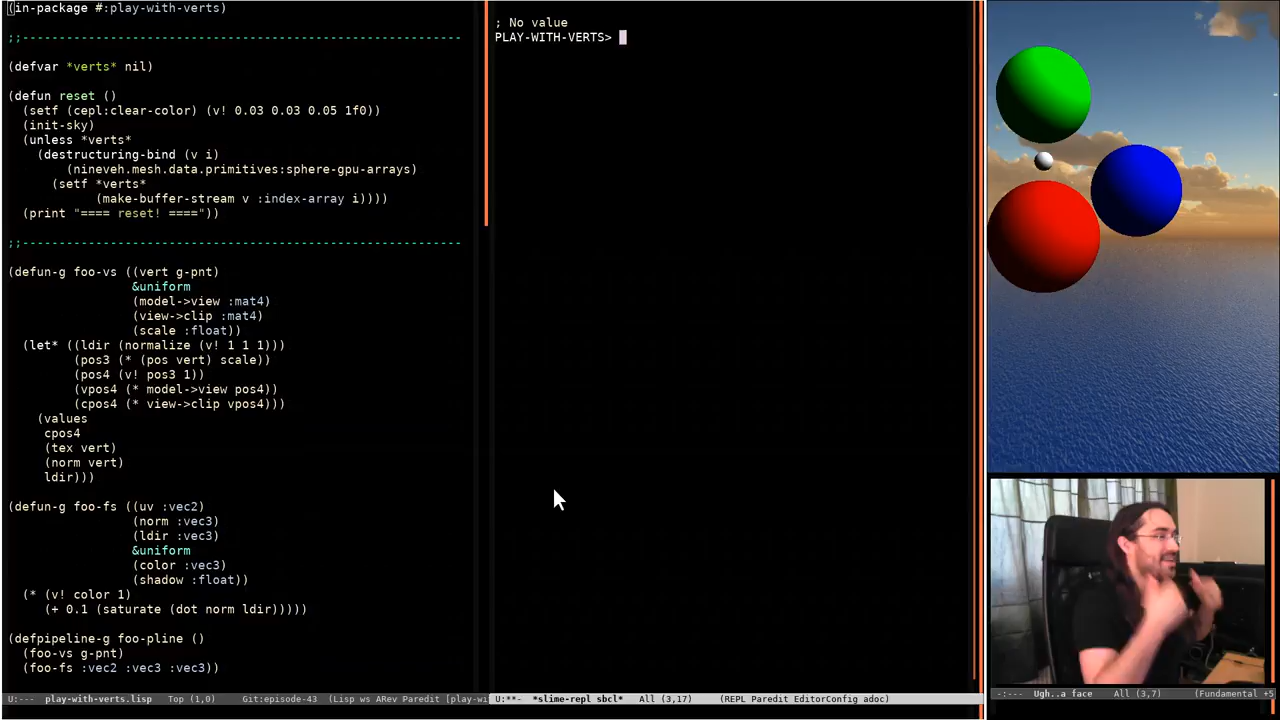 (in-package #:play-with-verts)
;;--------------------------------------------------------------
(defvar *verts* nil)
(defun reset ()
(setf (cepl:clear-color) (v! 0.03 0.03 0.05 1f0))
(init-sky)
(unless *verts*
(destructuring-bind (v i)
(nineveh.mesh.data.primitives:sphere-gpu-arrays)
(setf *verts*
(make-buffer-stream v :index-array i))))
(print "==== reset! ===="))
;;--------------------------------------------------------------
(defun-g foo-vs ((vert g-pnt)
&uniform
(model->view :mat4)
(view->clip :mat4)
(scale :float))
(let* ((ldir (normalize (v! 1 1 1)))
(pos3 (* (pos vert) scale))
(pos4 (v! pos3 1))
(vpos4 (* model->view pos4))
(cpos4 (* view->clip vpos4)))
(values
cpos4
(tex vert)
(norm vert)
ldir)))
(defun-g foo-fs ((uv :vec2)
(norm :vec3)
(ldir :vec3)
&uniform
(color :vec3)
(shadow :float))
(* (v! color 1)
(+ 0.1 (saturate (dot norm ldir)))))
(defpipeline-g foo-pline ()
(foo-vs g-pnt)
(foo-fs :vec2 :vec3 :vec3))
U:--- play-with-verts.lisp Top (1,0) Git:episode-43 (Lisp ws ARev Paredit [play-wi
; No value
PLAY-WITH-VERTS>
U:**- *slime-repl sbcl* All (3,17) (REPL Paredit EditorConfig adoc)
-:--- Ugh..a face All (3,7) (Fundamental +5